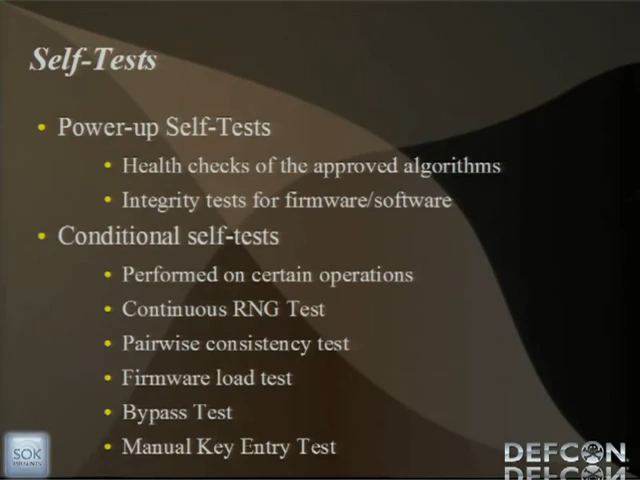 Self-Tests
• Power-up Self-Tests
• Health checks of the approved algorithms
• Integrity tests for firmware/software
• Conditional self-tests
• Performed on certain operations
• Continuous RNG Test
• Pairwise consistency test
• Firmware load test
• Bypass Test
• Manual Key Entry Test
SOK
PRESENTS
DEFCON